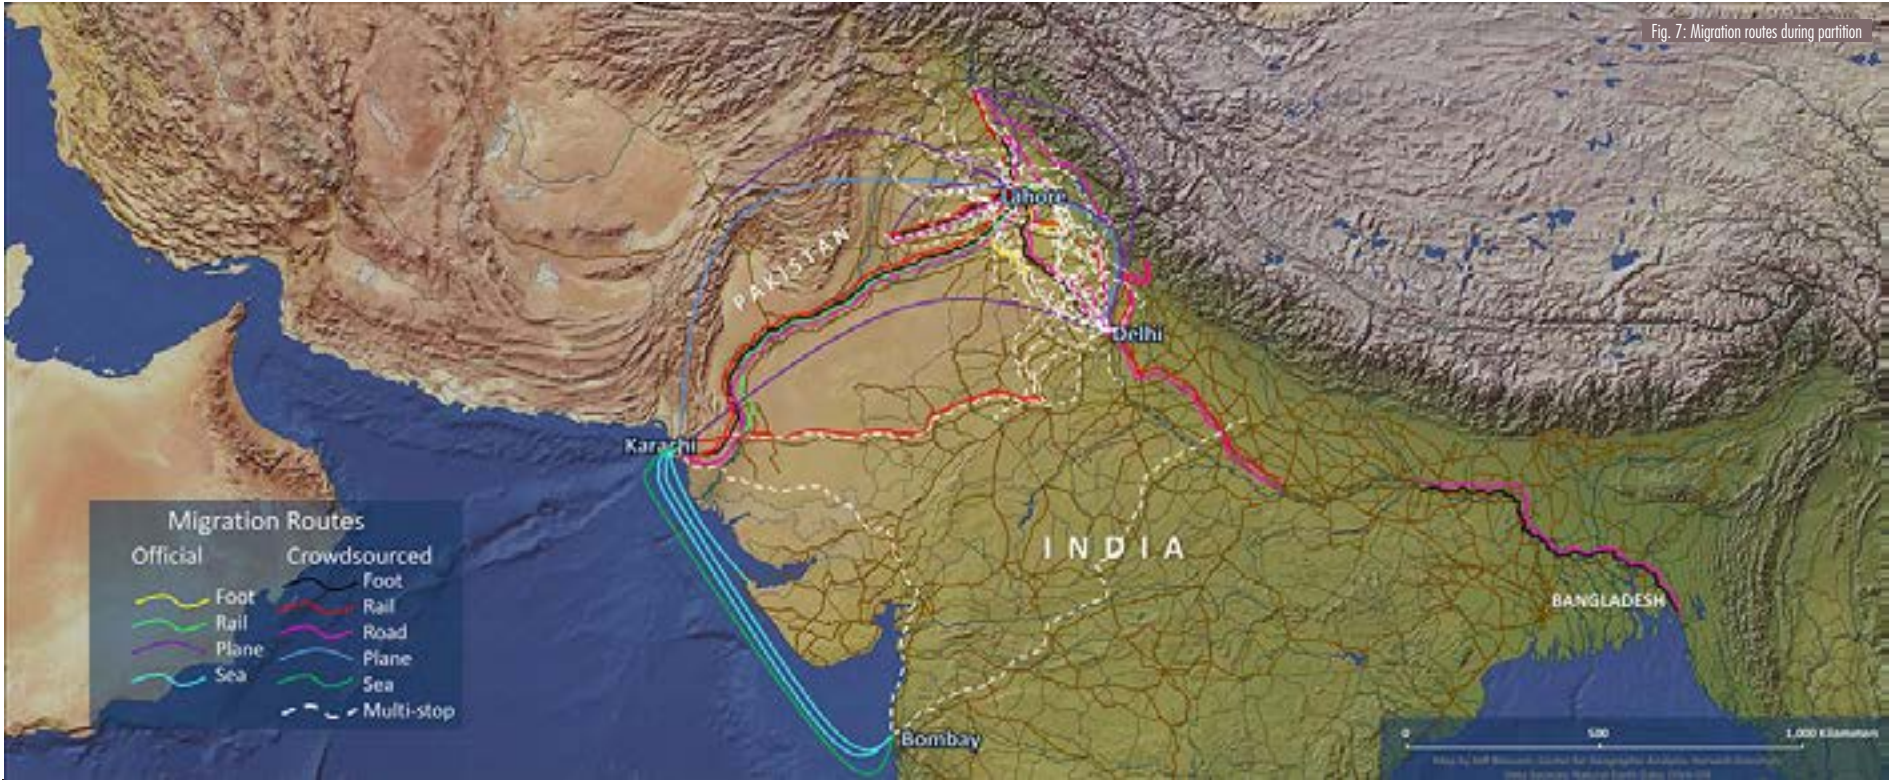 Fig. 7: Migration routes during partition
Lahore
PAKISTAN
Delhi
Karachi
INDIA
BANGLADESH
Bombay
Migration Routes
Official Crowdsourced
Foot
Rail
Plane
Sea
Foot
Rail
Road
Plane
Sea
Multi-stop
0 500 1,000 Kilometers